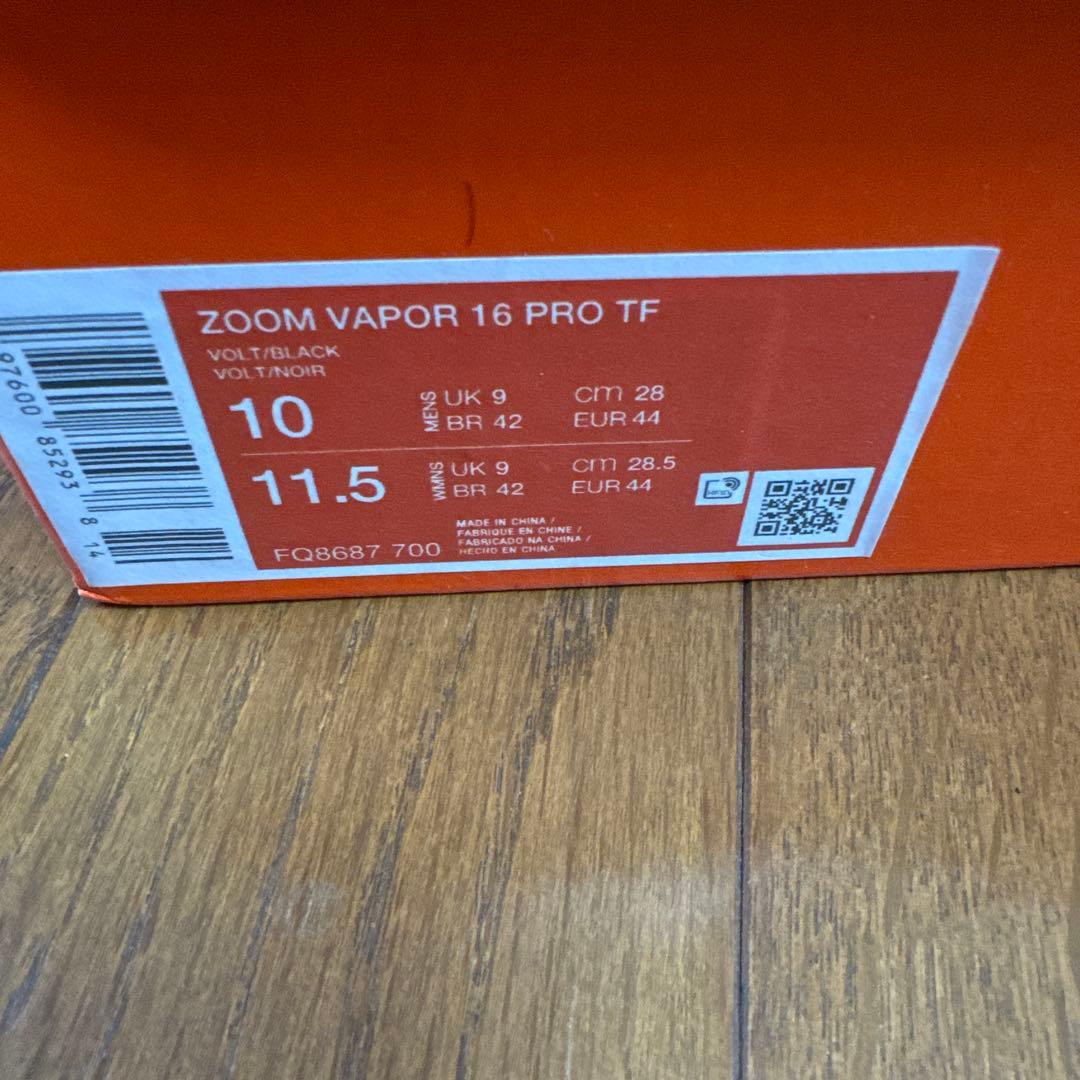 ZOOM VAPOR 16 PRO TF
VOLT/BLACK
VOLT/NOIR
10
MENS
UK 9
cm 28
BR 42
EUR 44
11.5
WMNS
UK 9
cm 28.5
BR 42
EUR 44
FQ8687 700
MADE IN CHINA /
FABRIQUE EN CHINE /
FABRICADO NA CHINA /
HECHO EN CHINA
97600 85293 8 14